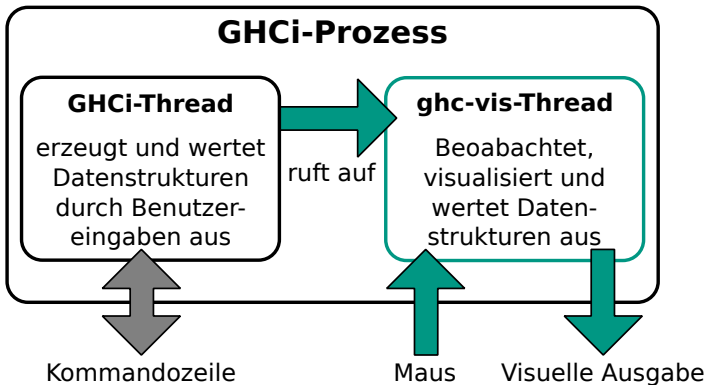 GHCi-Prozess
GHCi-Thread
erzeugt und wertet
Datenstrukturen
durch Benutzer-
eingaben aus
ruft auf
ghc-vis-Thread
Beoabachtet,
visualisiert und
wertet Daten-
strukturen aus
Kommandozeile
Maus
Visuelle Ausgabe